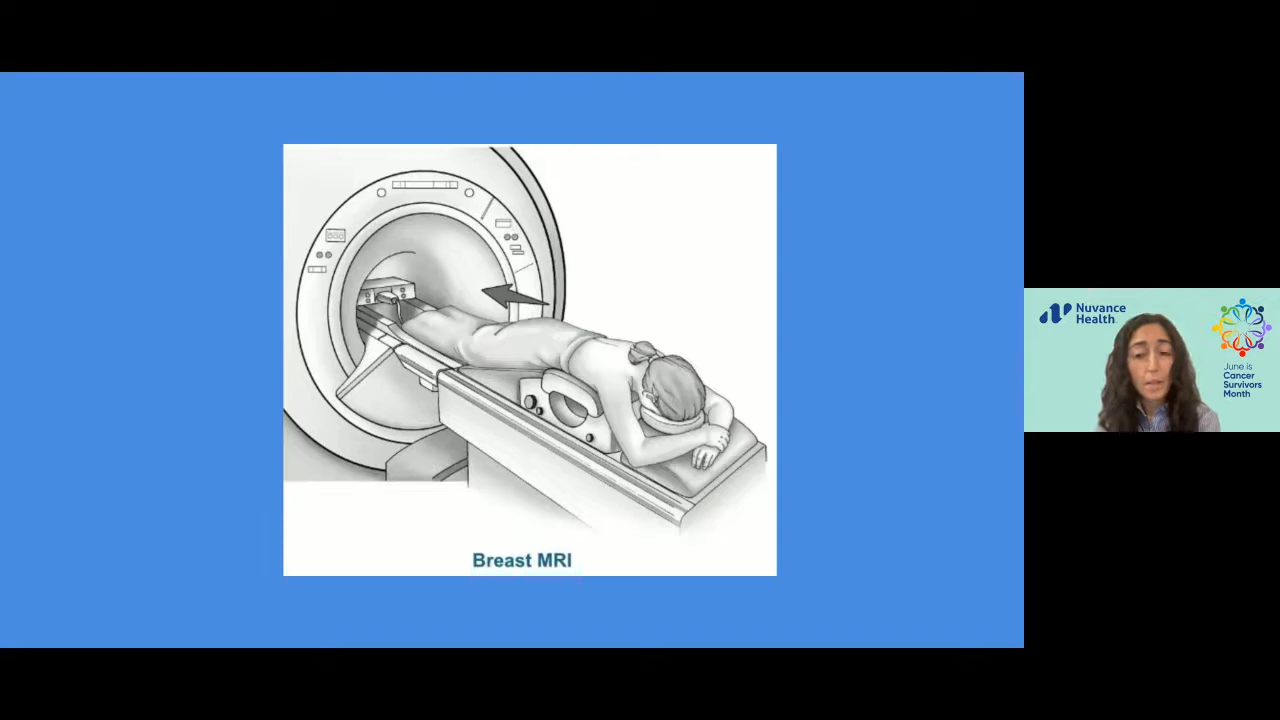 Breast MRI
Nuvance
Health
June is
Cancer
Survivors
Month